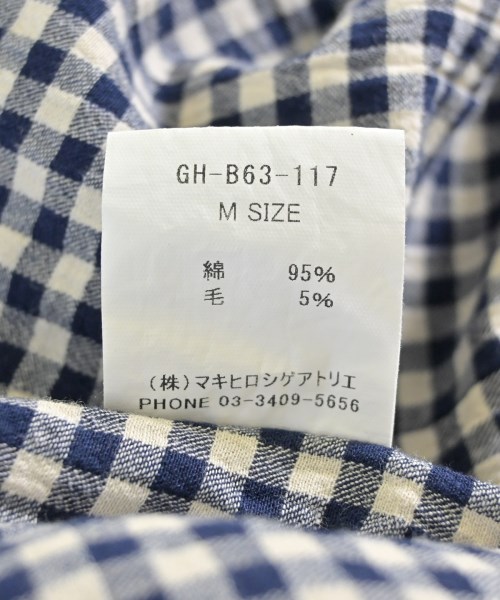 GH-B63-117
M SIZE
綿 95%
毛 5%
(株)マキヒロシゲアトリエ
PHONE 03-3409-5656